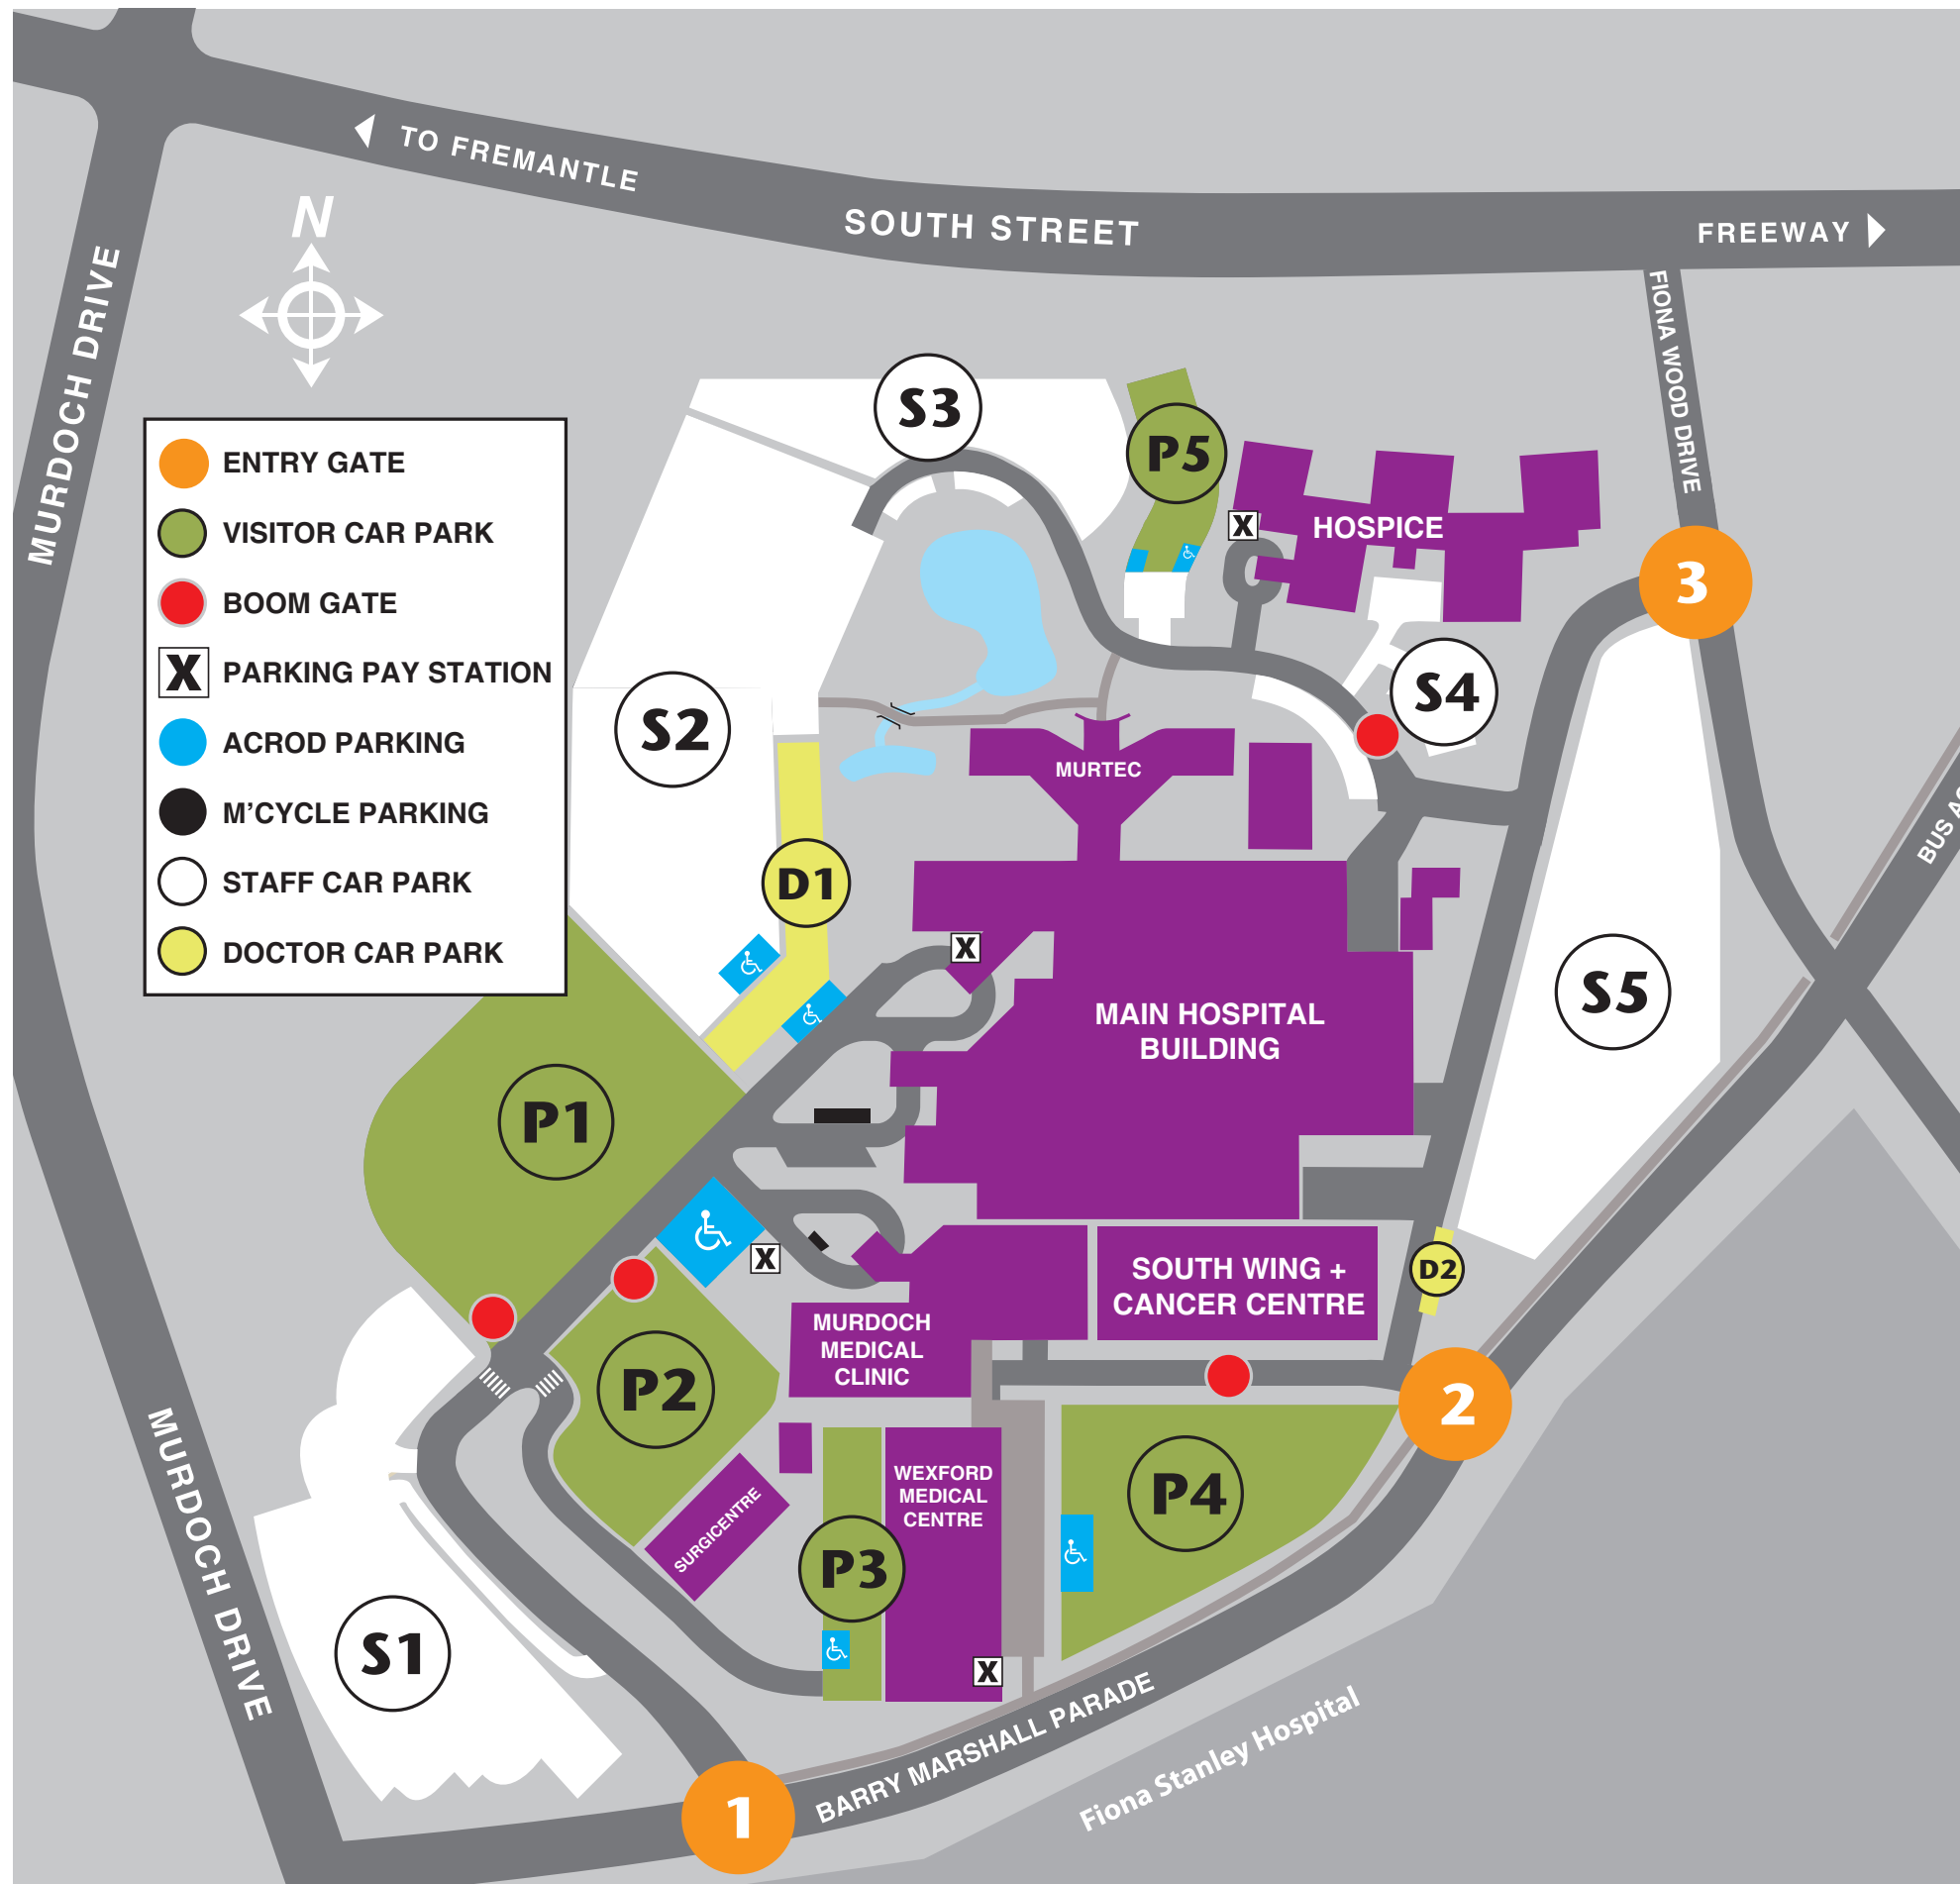 TO FREMANTLE
SOUTH STREET
FREEWAY
N
MURDOCH DRIVE
FIONA WOOD DRIVE
ENTRY GATE
VISITOR CAR PARK
BOOM GATE
X PARKING PAY STATION
ACROD PARKING
M'CYCLE PARKING
STAFF CAR PARK
DOCTOR CAR PARK
S3
P5
X
HOSPICE
3
S4
S2
MURTEC
BUS
D1
X
S5
MAIN HOSPITAL
BUILDING
P1
X
SOUTH WING +
CANCER CENTRE
D2
MURDOCH
MEDICAL
CLINIC
P2
2
MURDOCH DRIVE
WEXFORD
MEDICAL
CENTRE
P4
SURGICENTRE
P3
S1
X
BARRY MARSHALL PARADE
Fiona Stanley Hospital
1